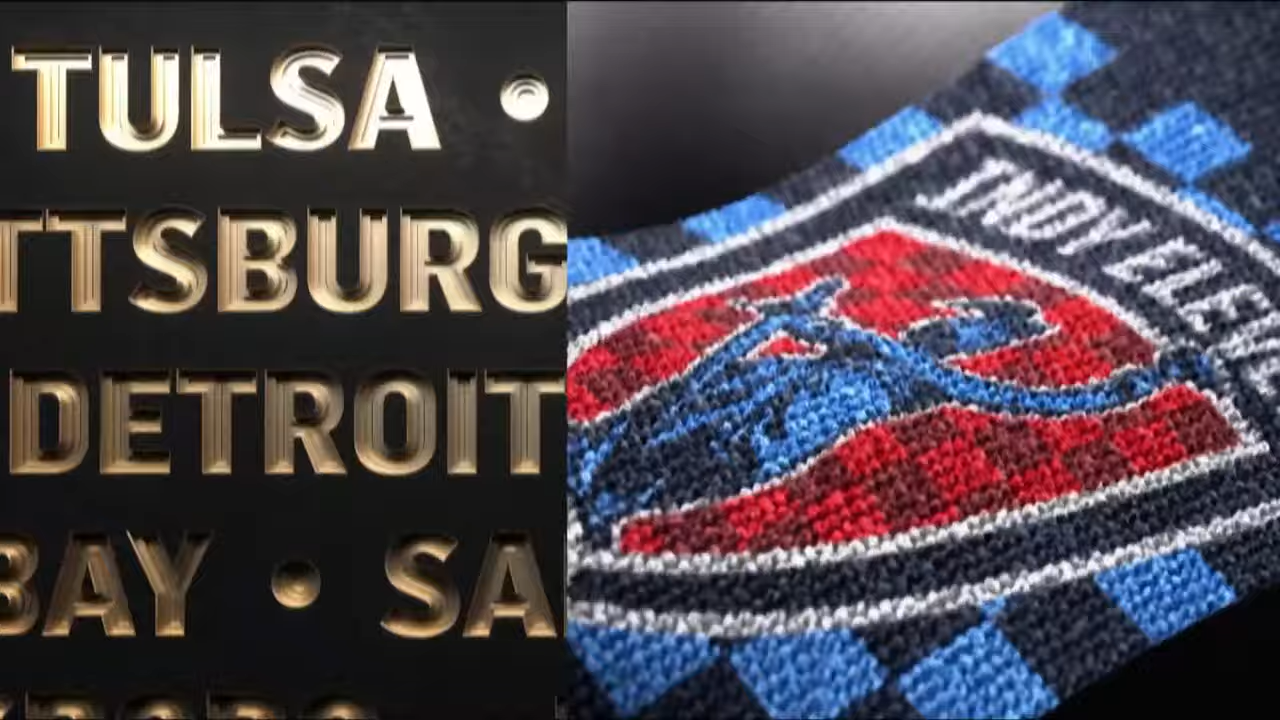 TULSA •
TTSBURG
DETROIT
BAY • SA
INDY ELEVEN